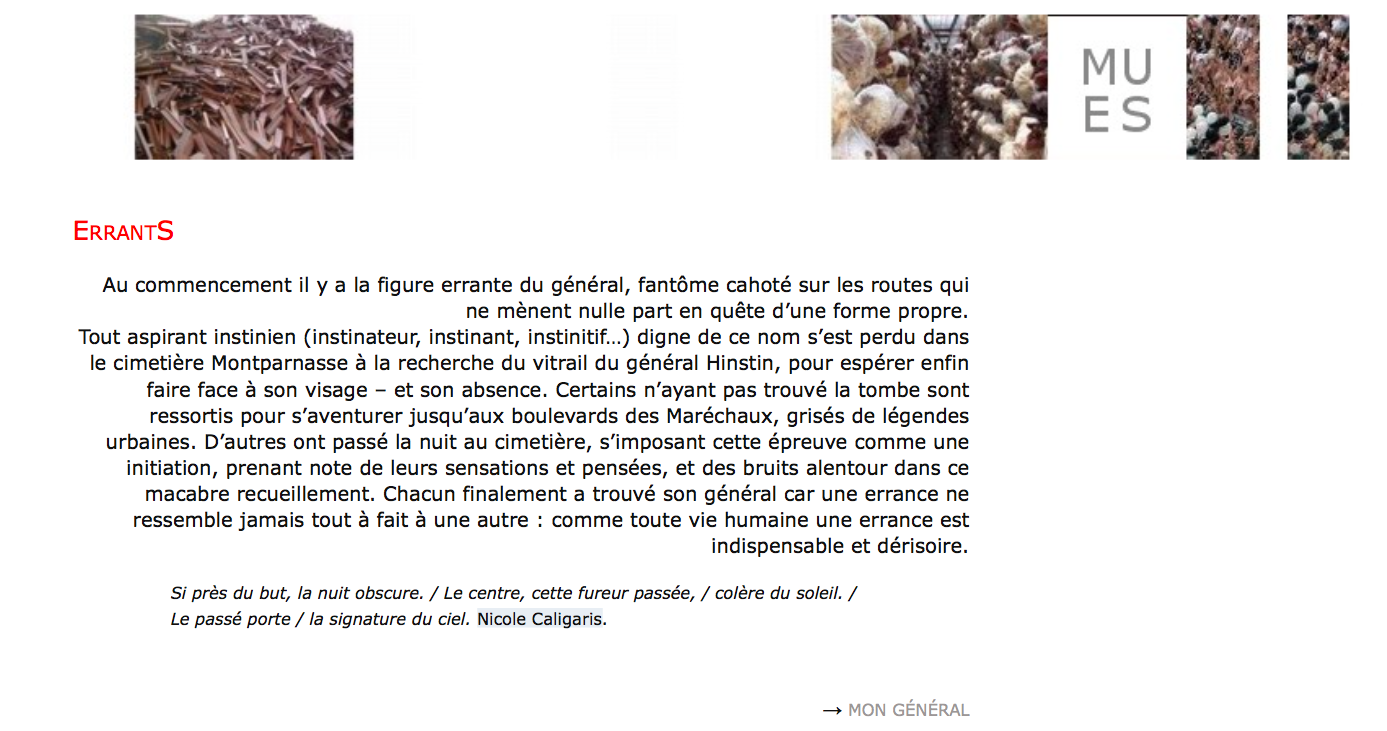 MU
ES
ERRANTS
Au commencement il y a la figure errante du général, fantôme cahoté sur les routes qui
ne mènent nulle part en quête d’une forme propre.
Tout aspirant instinien (instinateur, instinant, instinitif…) digne de ce nom s’est perdu dans
le cimetière Montparnasse à la recherche du vitrail du général Hinstin, pour espérer enfin
faire face à son visage – et son absence. Certains n’ayant pas trouvé la tombe sont
ressortis pour s’aventurer jusqu’aux boulevards des Maréchaux, grisés de légendes
urbaines. D’autres ont passé la nuit au cimetière, s’imposant cette épreuve comme une
initiation, prenant note de leurs sensations et pensées, et des bruits alentour dans ce
macabre recueillement. Chacun finalement a trouvé son général car une errance ne
ressemble jamais tout à fait à une autre : comme toute vie humaine une errance est
indispensable et dérisoire.
Si près du but, la nuit obscure. / Le centre, cette fureur passée, / colère du soleil. /
Le passé porte / la signature du ciel. Nicole Caligaris.
→ MON GÉNÉRAL